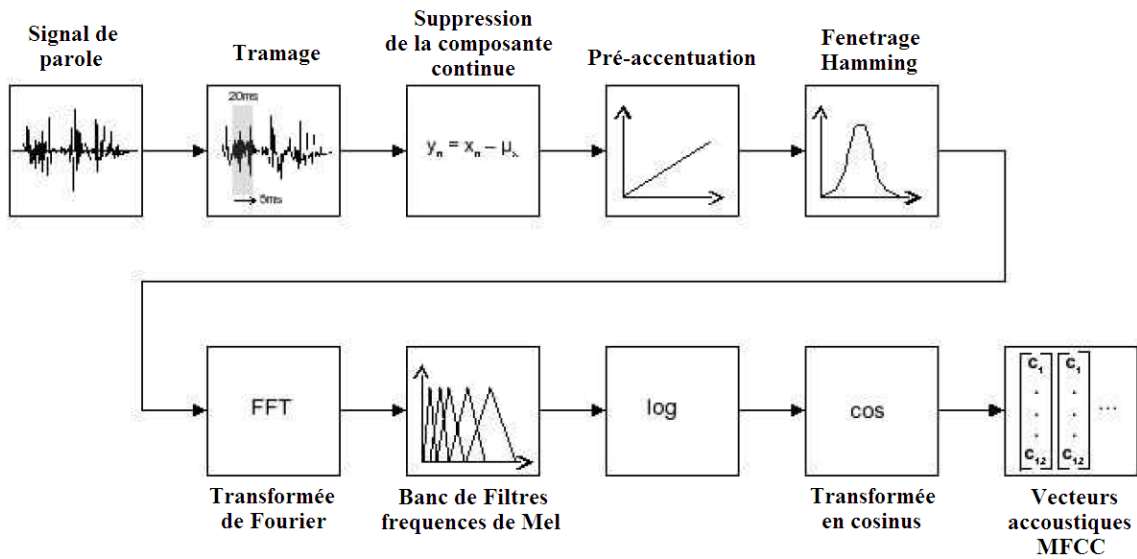 Signal de
parole
Tramage
Suppression
de la composante
continue
Pré-accentuation
Fenetrage
Hamming
20ms
5ms
yₙ = xₙ – μₓ
FFT
log
cos
C₁
.
.
.
C₁₂
C₁
.
.
.
C₁₂
...
Transformée
de Fourier
Banc de Filtres
frequences de Mel
Transformée
en cosinus
Vecteurs
accoustiques
MFCC